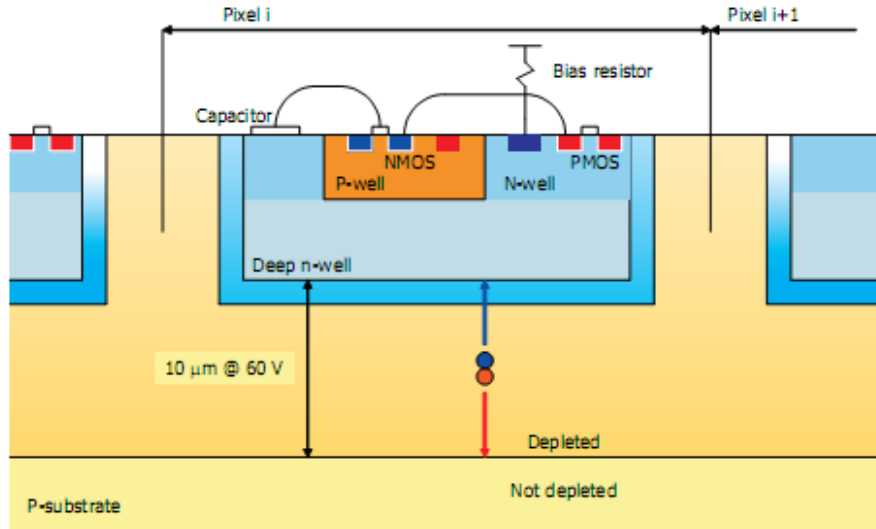 Pixel i
Pixel i+1
Bias resistor
Capacitor
NMOS
PMOS
P-well
N-well
Deep n-well
10 μm @ 60 V
Depleted
Not depleted
P-substrate